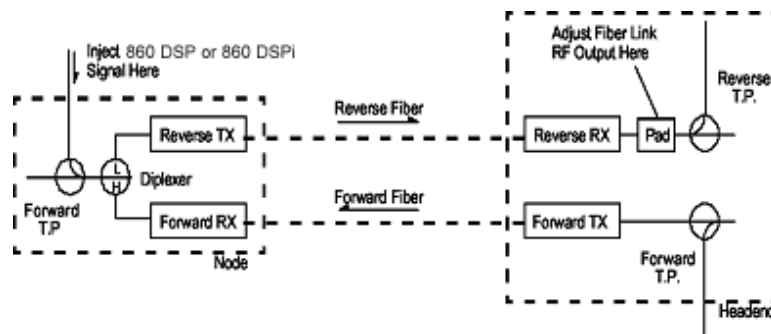 Inject 860 DSP or 860 DSPi
Signal Here
Adjust Fiber Link
RF Output Here
Reverse
T.P.
Reverse Fiber
Reverse TX
Reverse RX
Pad
L
H
Diplexer
Forward
T.P
Forward Fiber
Forward RX
Forward TX
Node
Forward
T.P.
Headend